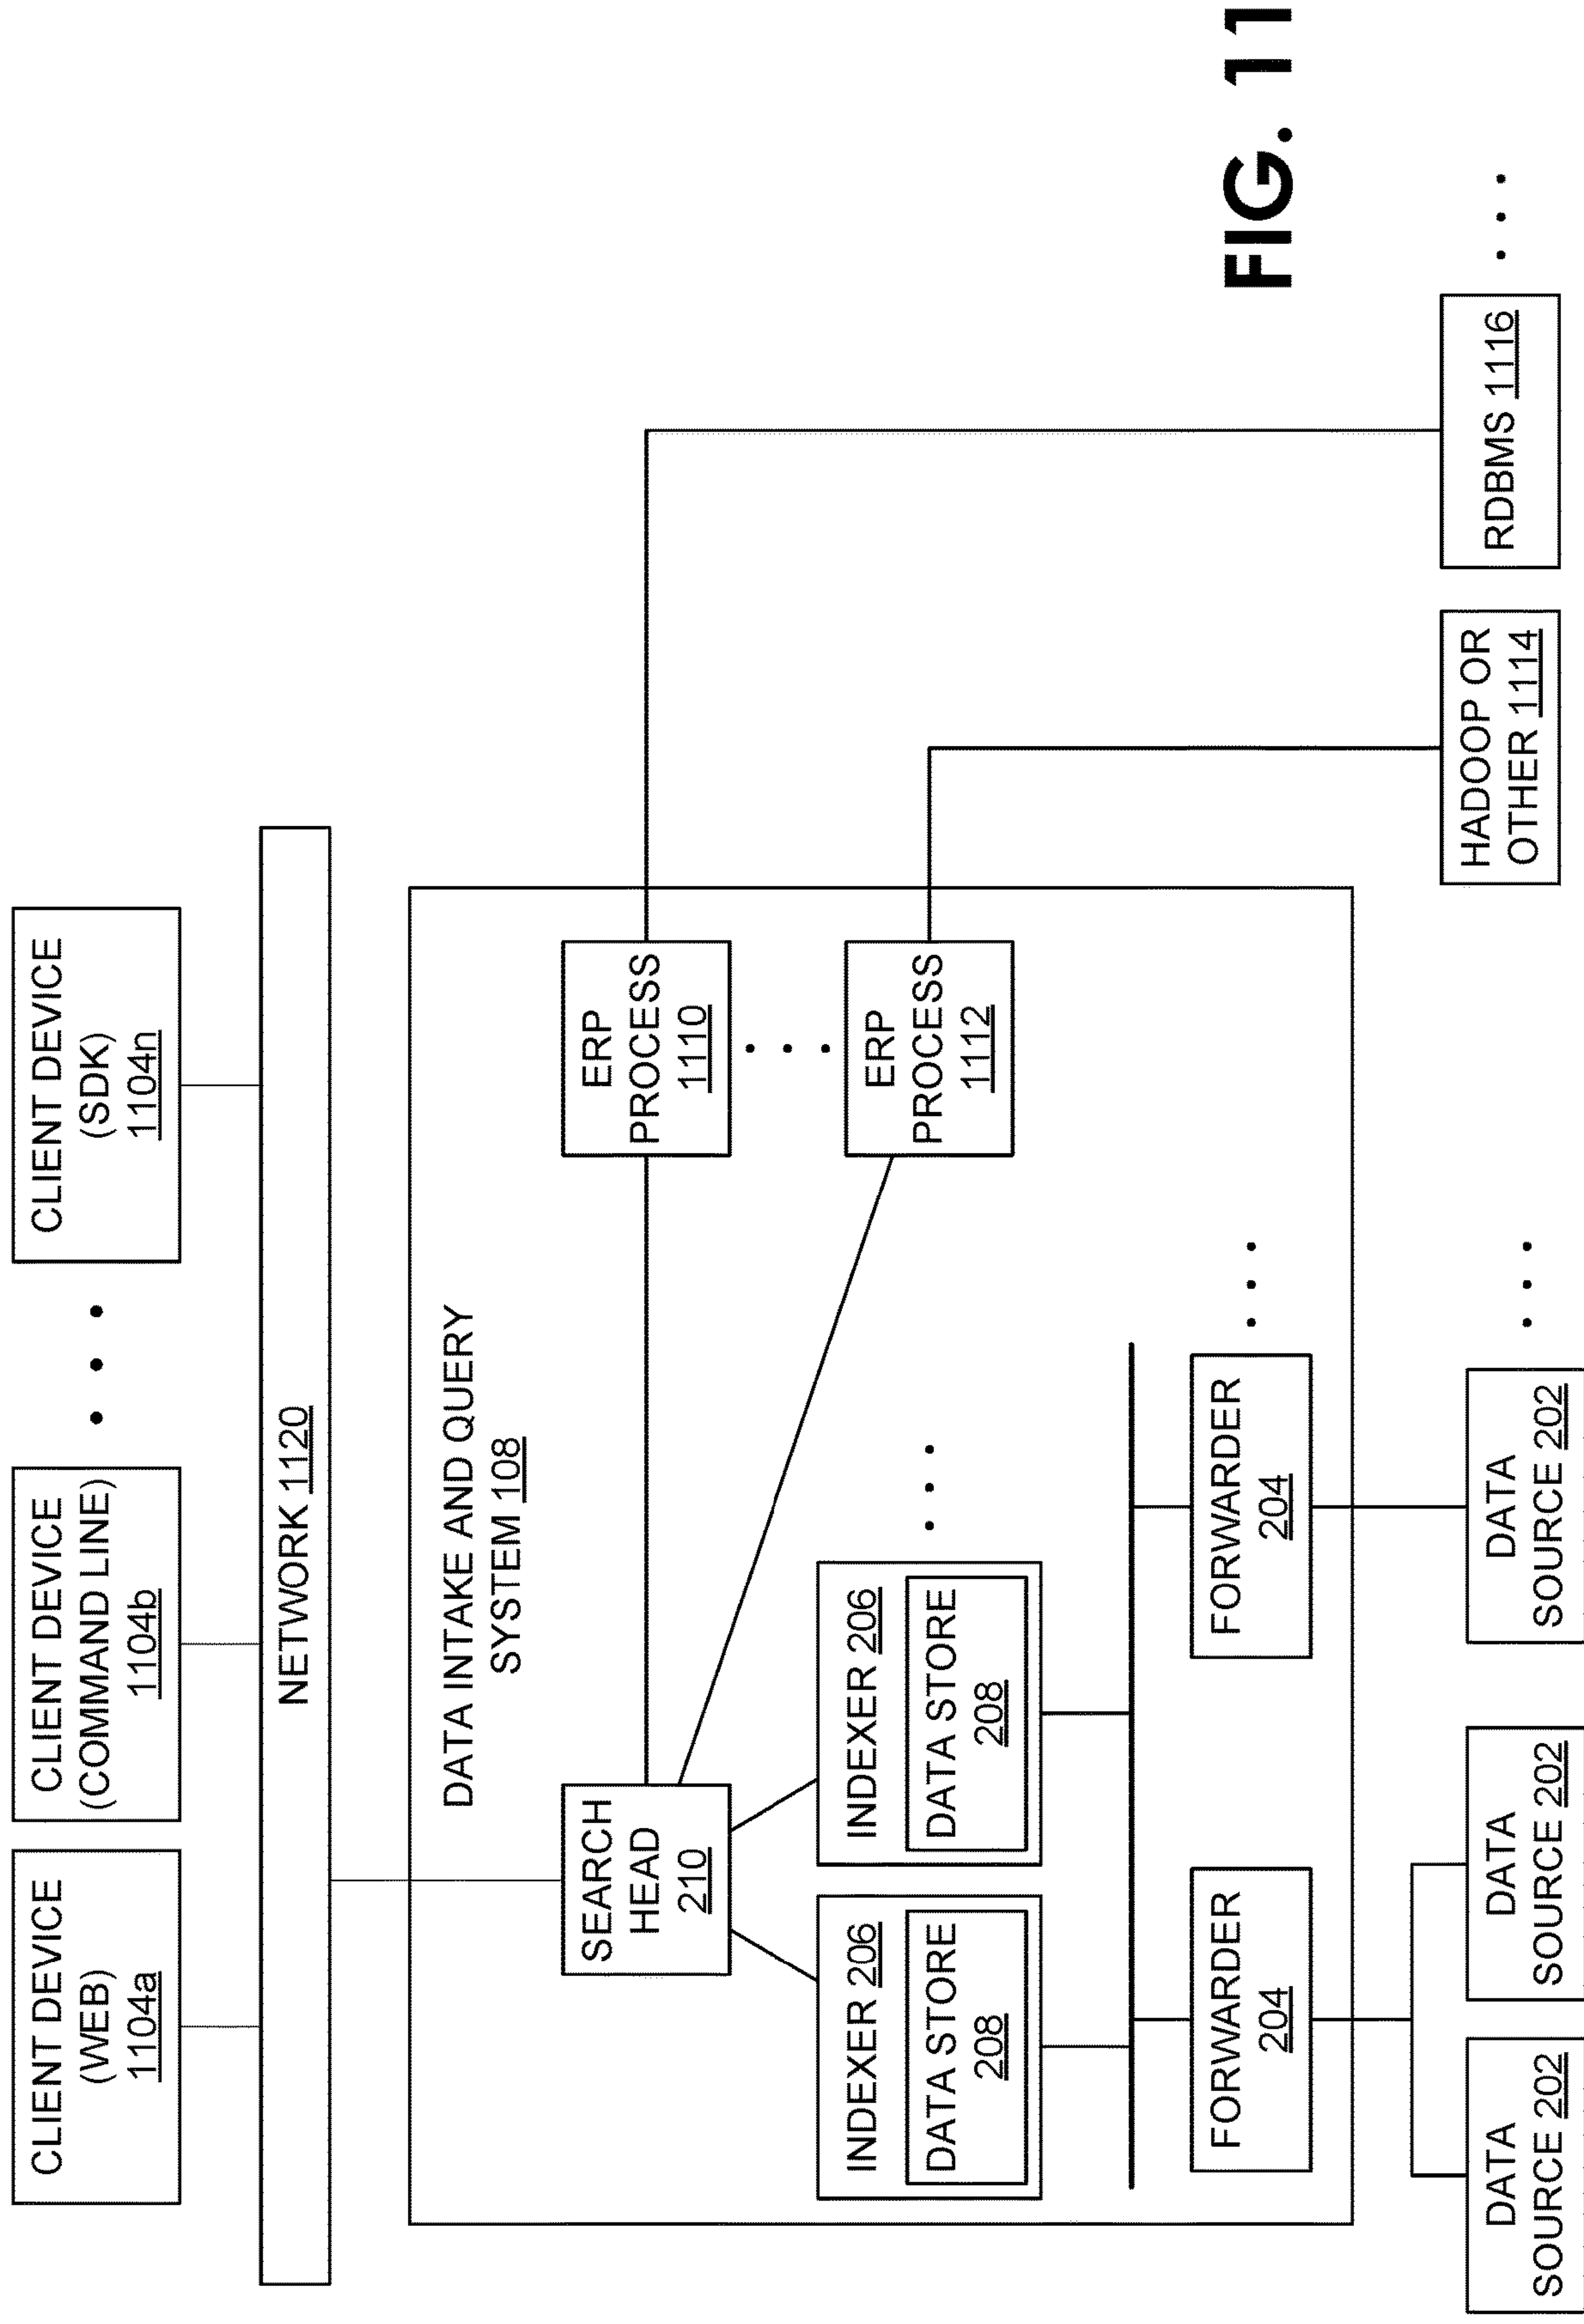 CLIENT DEVICE
(WEB)
1104a
CLIENT DEVICE
(COMMAND LINE)
1104b
• • •
CLIENT DEVICE
(SDK)
1104n
NETWORK 1120
DATA INTAKE AND QUERY
SYSTEM 108
SEARCH
HEAD
210
ERP
PROCESS
1110
• • •
ERP
PROCESS
1112
INDEXER 206
DATA STORE
208
INDEXER 206
DATA STORE
208
• • •
FORWARDER
204
FORWARDER
204
• • •
DATA
SOURCE 202
DATA
SOURCE 202
DATA
SOURCE 202
• • •
HADOOP OR
OTHER 1114
RDBMS 1116
• • •
FIG. 11